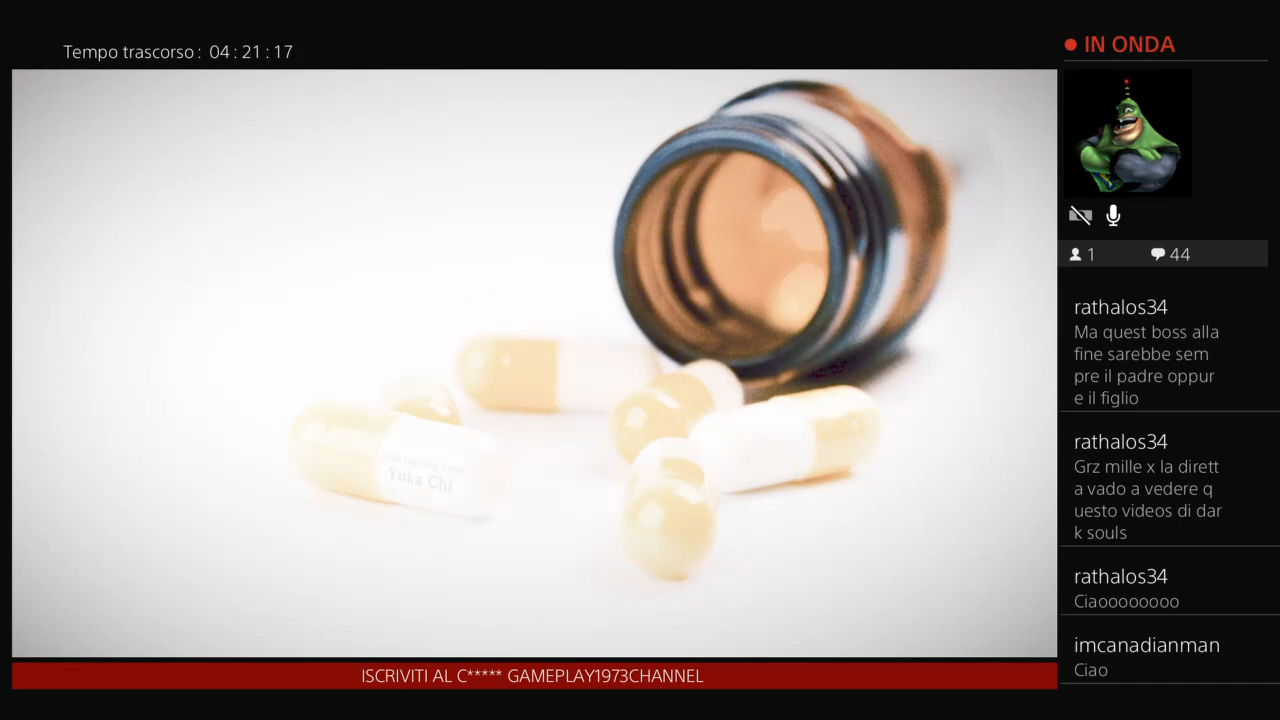 Tempo trascorso : 04 : 21 : 17
IN ONDA
1
44
rathalos34
Ma quest boss alla
fine sarebbe sem
pre il padre oppur
e il figlio
rathalos34
Grz mille x la dirett
a vado a vedere q
uesto videos di dar
k souls
rathalos34
Ciaoooooooo
imcanadianman
Ciao
Yuka Chi
ISCRIVITI AL C***** GAMEPLAY1973CHANNEL